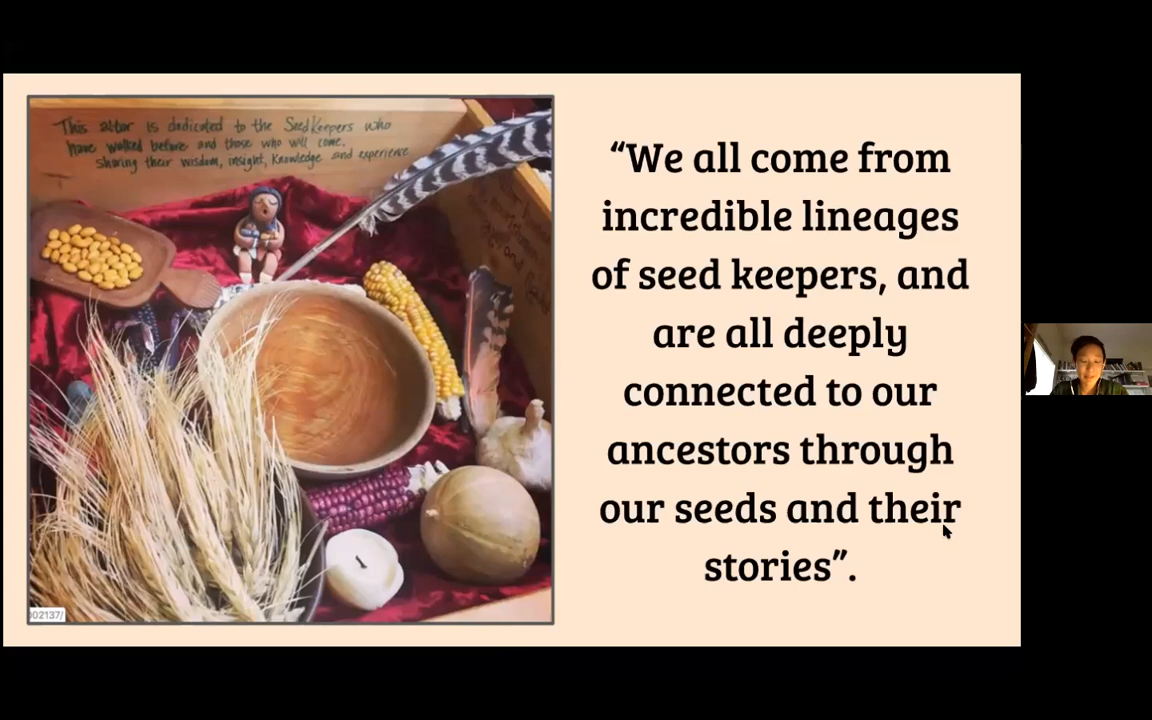 This altar is dedicated to the SeedKeepers who
have walked before and those who will come.
sharing their wisdom, insight, knowledge and experience
002137/
“We all come from
incredible lineages
of seed keepers, and
are all deeply
connected to our
ancestors through
our seeds and their
stories”.